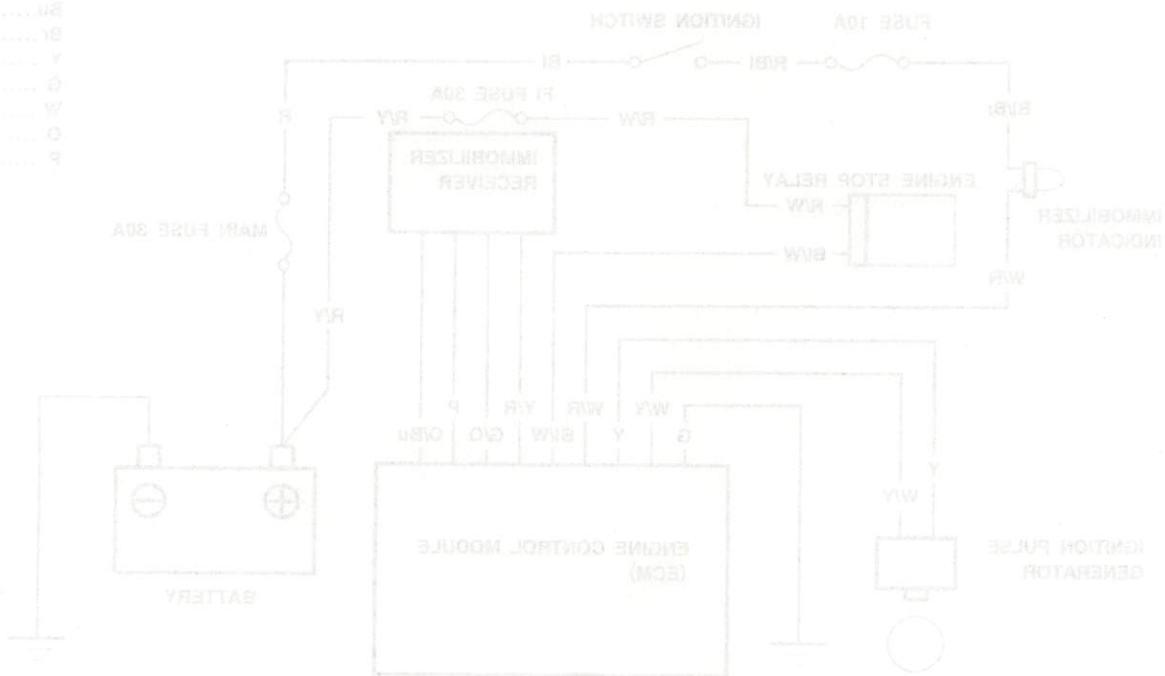 Bu.....
Br.....
Y.....
G.....
W.....
O.....
P.....
FUSE 10A
IGNITION SWITCH
Bl
R/Bl
Bl/Br
FI FUSE 30A
R
R/Y
R/W
IMMOBILIZER
RECEIVER
ENGINE STOP RELAY
R/W
Bl/W
IMMOBILIZER
INDICATOR
MAIN FUSE 30A
W/R
R/Y
P
Y/R
W/R
W/Y
O/Bu
G/O
Bl/W
Y
G
Y
W/Y
ENGINE CONTROL MODULE
(ECM)
IGNITION PULSE
GENERATOR
BATTERY